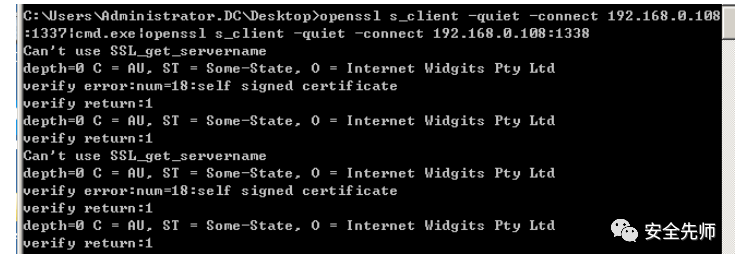 C:\Users\Administrator.DC\Desktop>openssl s_client -quiet -connect 192.168.0.108
:1337|cmd.exe|openssl s_client -quiet -connect 192.168.0.108:1338
Can't use SSL_get_servername
depth=0 C = AU, ST = Some-State, O = Internet Widgits Pty Ltd
verify error:num=18:self signed certificate
verify return:1
depth=0 C = AU, ST = Some-State, O = Internet Widgits Pty Ltd
verify return:1
Can't use SSL_get_servername
depth=0 C = AU, ST = Some-State, O = Internet Widgits Pty Ltd
verify error:num=18:self signed certificate
verify return:1
depth=0 C = AU, ST = Some-State, O = Internet Widgits Pty Ltd
verify return:1
安全先师